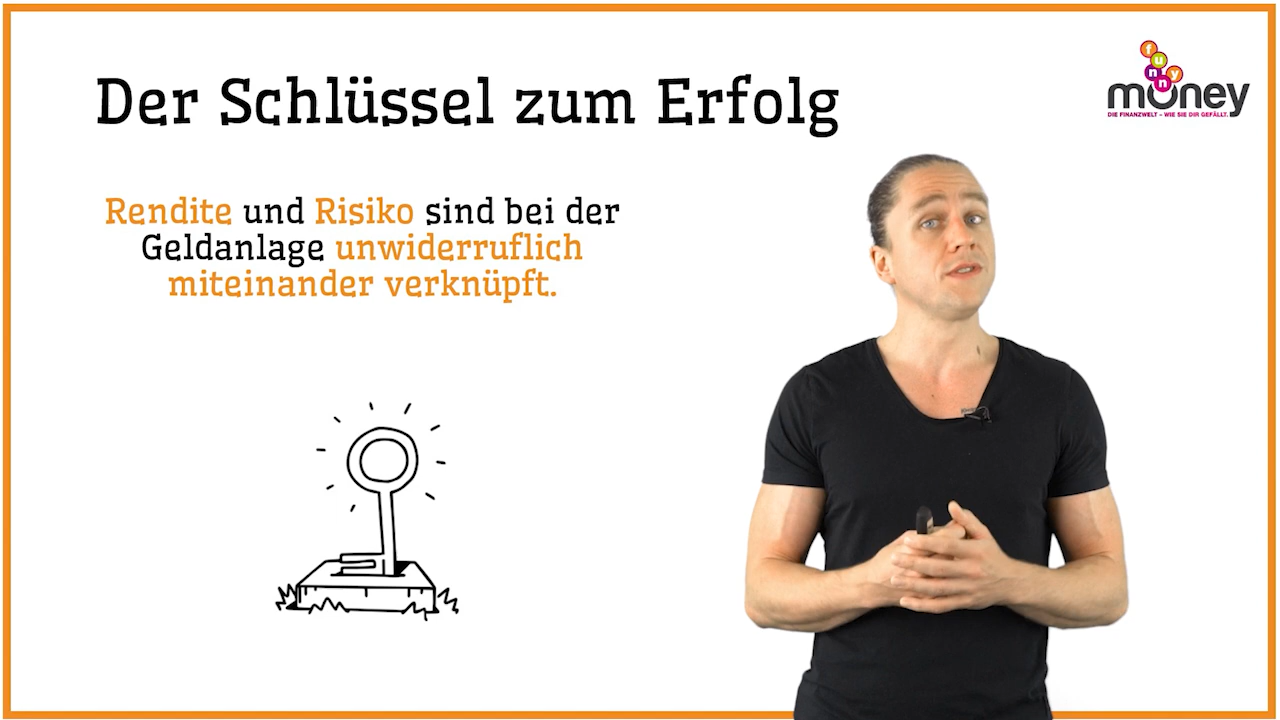 Der Schlüssel zum Erfolg
funny
money
DIE FINANZWELT – WIE SIE DIR GEFÄLLT.
Rendite und Risiko sind bei der
Geldanlage unwiderruflich
miteinander verknüpft.